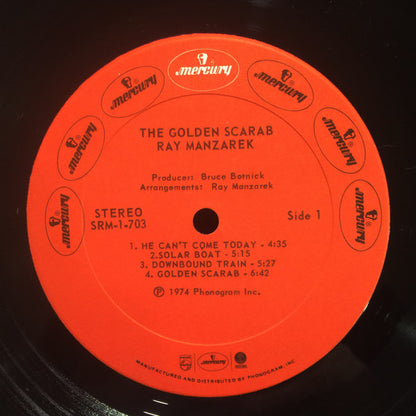 mercury
mercury
mercury
mercury
mercury
mercury
mercury
mercury
mercury
THE GOLDEN SCARAB
RAY MANZAREK
Producer: Bruce Botnick
Arrangements: Ray Manzarek
STEREO
SRM-1-703
Side 1
1. HE CAN'T COME TODAY - 4:35
2.SOLAR BOAT - 5:15
3. DOWNBOUND TRAIN - 5:27
4. GOLDEN SCARAB - 6:42
Ⓟ 1974 Phonogram Inc.
mercury
MANUFACTURED AND DISTRIBUTED BY PHONOGRAM, INC.